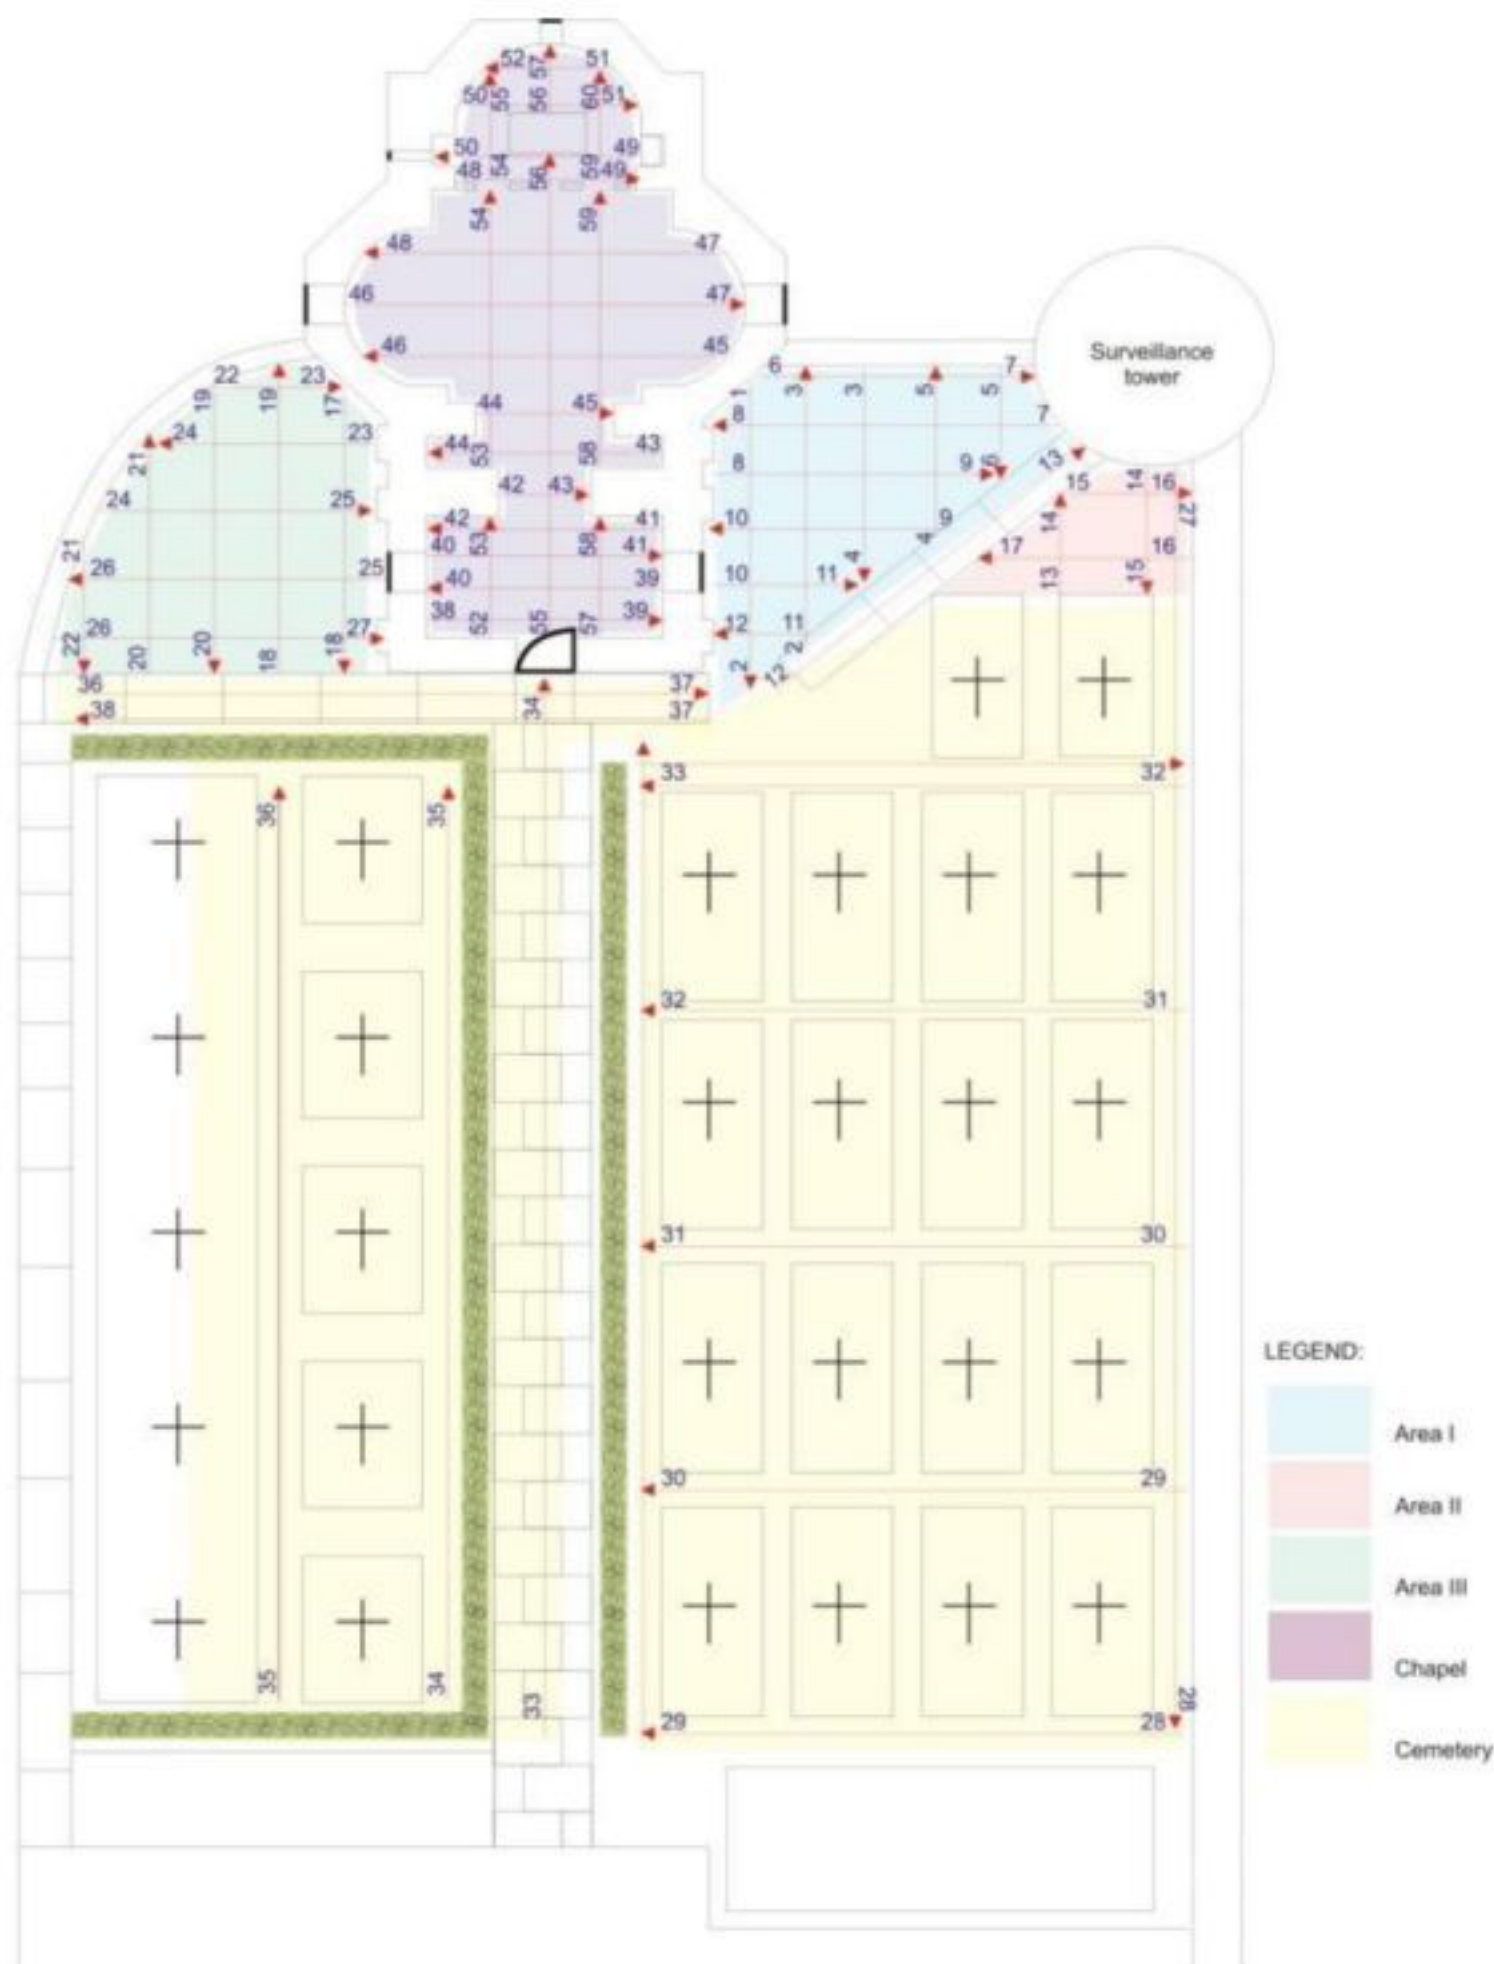 52 57 51
50 55 56 60 51
50 49
48 54 56 59 49
54 59
48 47
46 47
46 45
Surveillance
tower
22 23 6 7
19 19 17 1 3 3 5 5
44 45 8 7
24 23 44 53 58 43
21 8 9 6 13
24 25 42 43 15 14 16
27
42 53 58 41 10 9 14
21 40 41 4 17 16
26 25 40 39 10 11 4 13 15
38 52 55 57 39
26 27 12 11
22 20 20 18 18 2 2
12
36 37
38 34 37
33 32
36 35
32 31
31 30
LEGEND:
Area I
30 29
Area II
Area III
Chapel
35 34 33 28
29 28
Cemetery